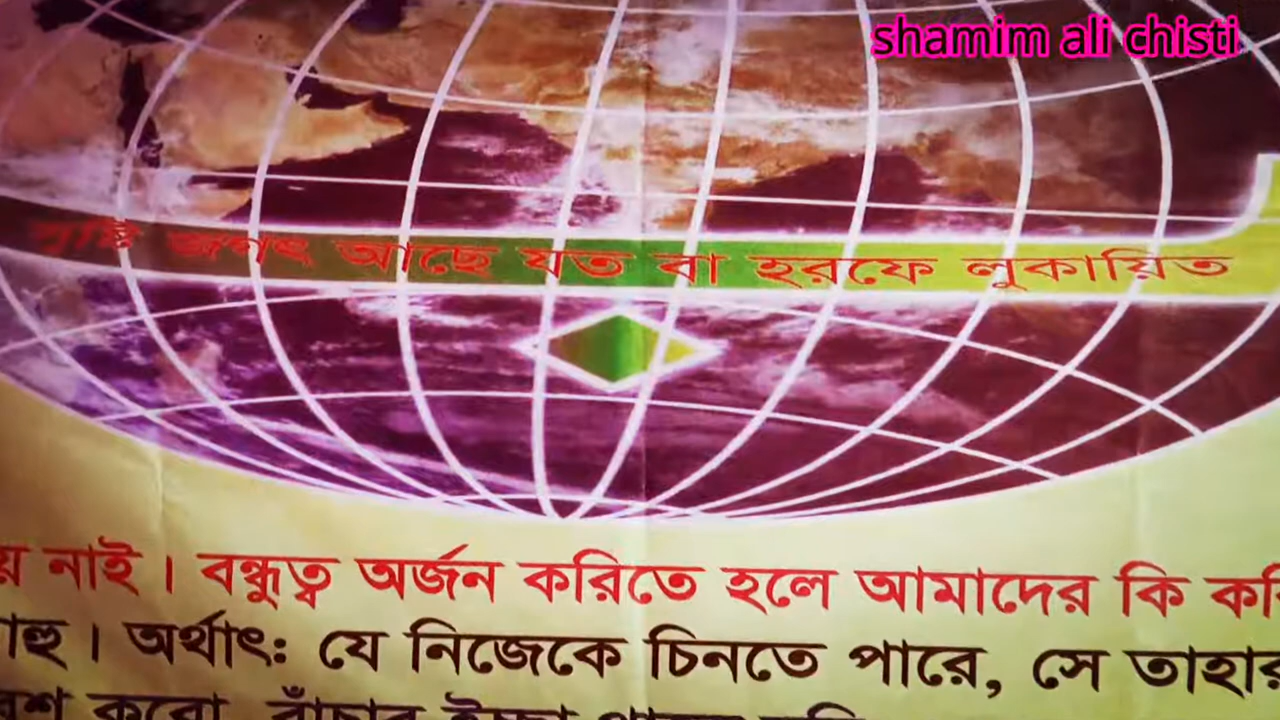 shamim ali chisti
জগৎ আছে যত বা হরফে লুকায়িত
নাই। বন্ধুত্ব অর্জন করিতে হলে আমাদের কি
অর্থাৎ: যে নিজেকে চিনতে পারে, সে তাহার